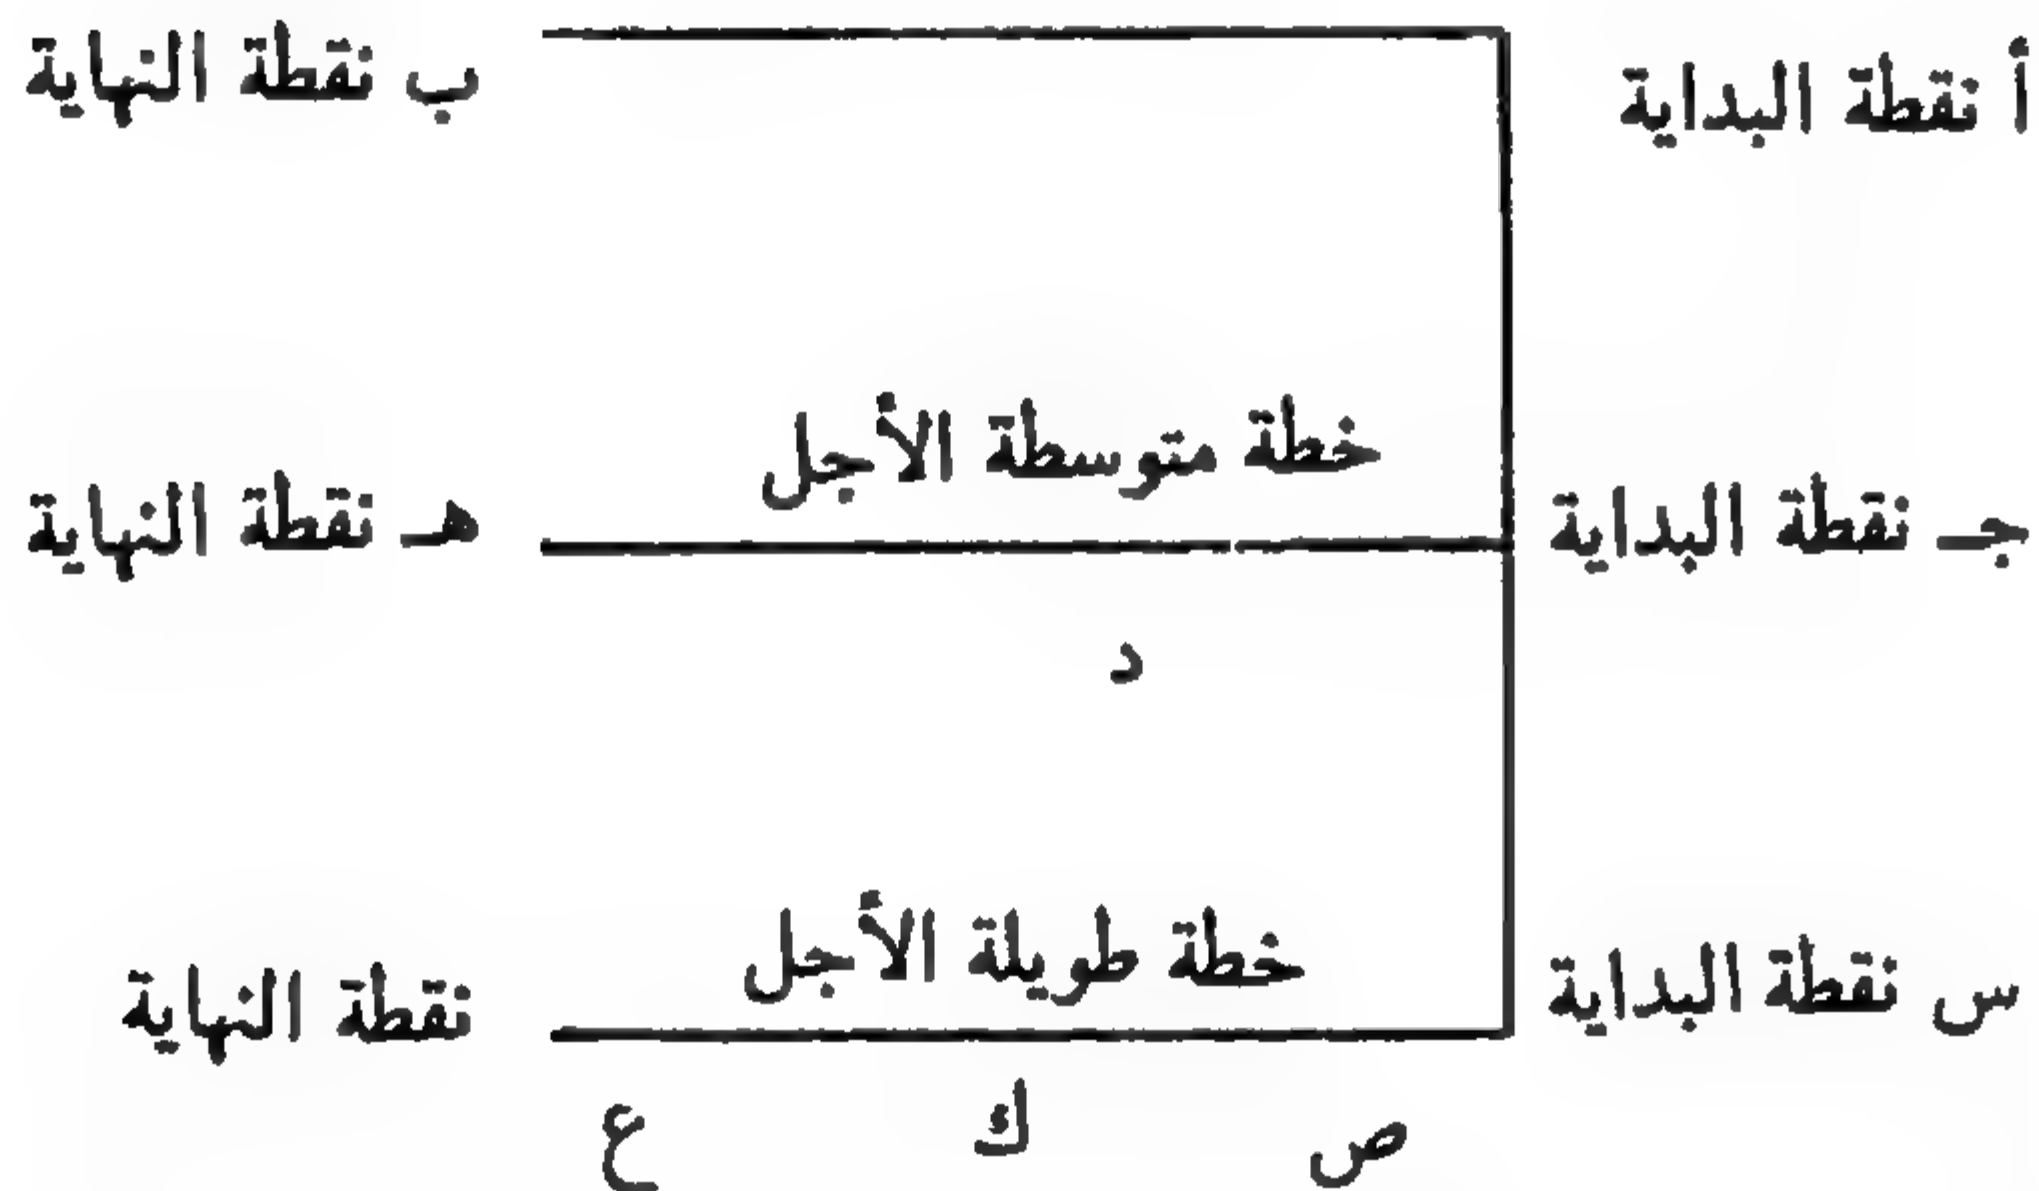 أ نقطة البداية
ب نقطة النهاية
خطة متوسطة الأجل
جـ نقطة البداية
هـ نقطة النهاية
د
خطة طويلة الأجل
س نقطة البداية
نقطة النهاية
ص ك ع